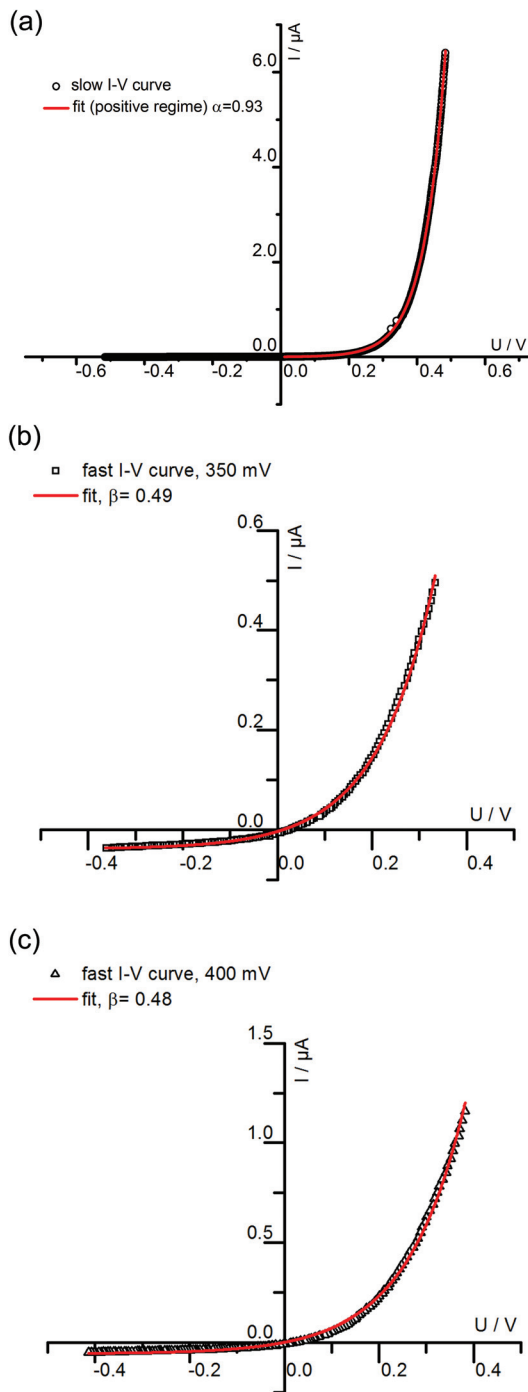 (a)
I / µA
6.0
slow I-V curve
fit (positive regime) α=0.93
4.0
2.0
0.0
U / V
-0.6 -0.4 -0.2 0.0 0.2 0.4 0.6
(b)
fast I-V curve, 350 mV
fit, β= 0.49
0.6
I / µA
0.4
0.2
0.0
U / V
-0.4 -0.2 0.0 0.2 0.4
(c)
fast I-V curve, 400 mV
fit, β= 0.48
1.5
I / µA
1.0
0.5
0.0
U / V
-0.4 -0.2 0.0 0.2 0.4